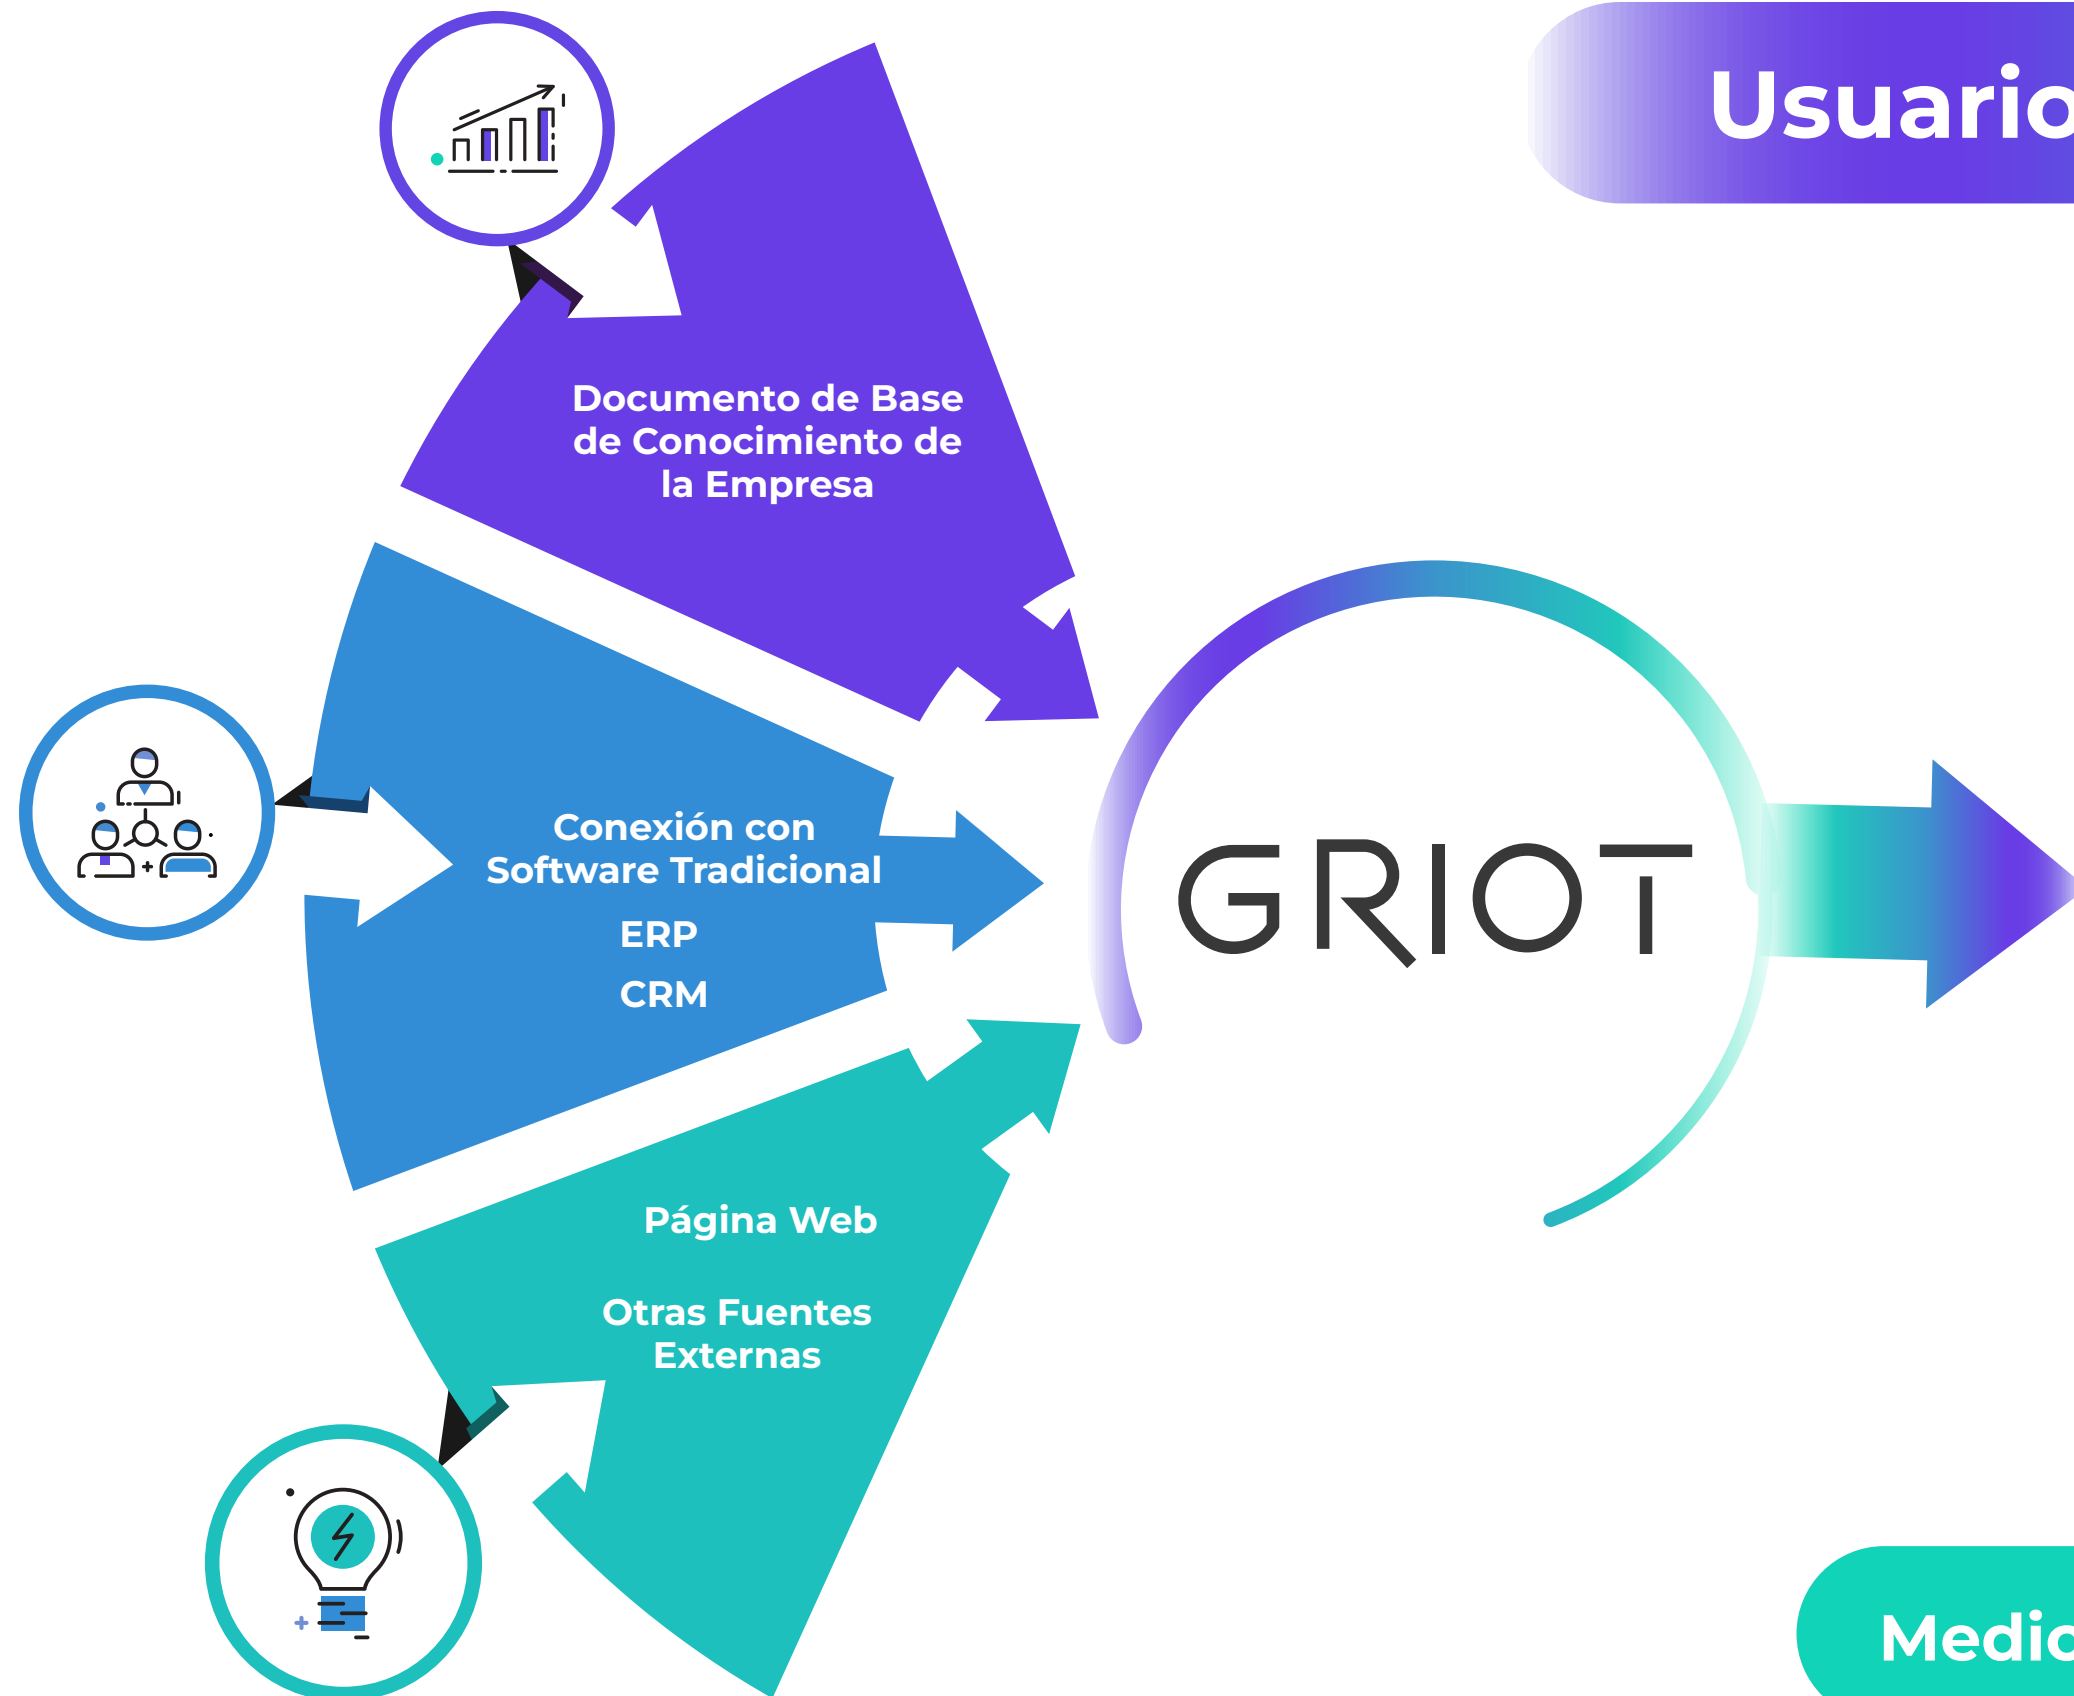 Usuario
Documento de Base
de Conocimiento de
la Empresa
Conexión con
Software Tradicional
ERP
CRM
GRIOT
Página Web
Otras Fuentes
Externas
Medio